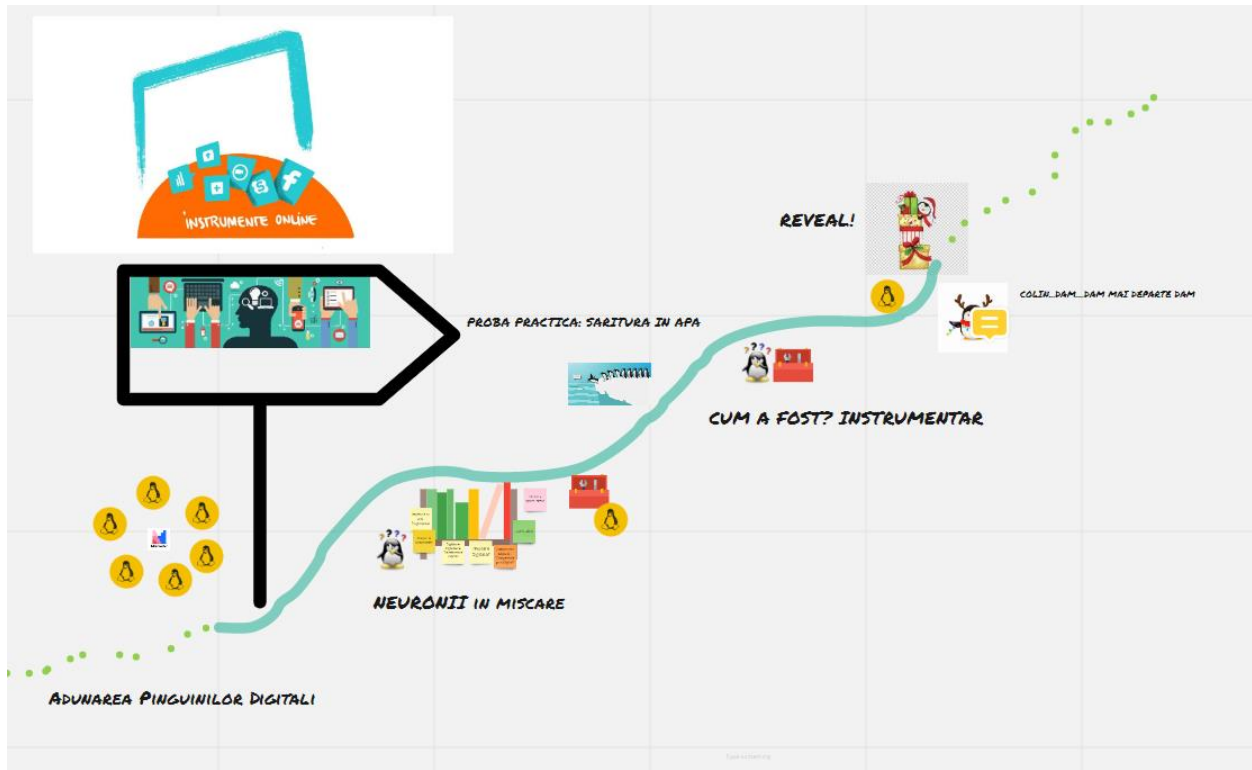 INSTRUMENTE ONLINE
REVEAL!
COLIN...DAM...DAM MAI DEPARTE DAM
PROBA PRACTICA: SARITURA IN APA
CUM A FOST? INSTRUMENTAR
NEURONII IN MISCARE
ADUNAREA PINGUINILOR DIGITALI